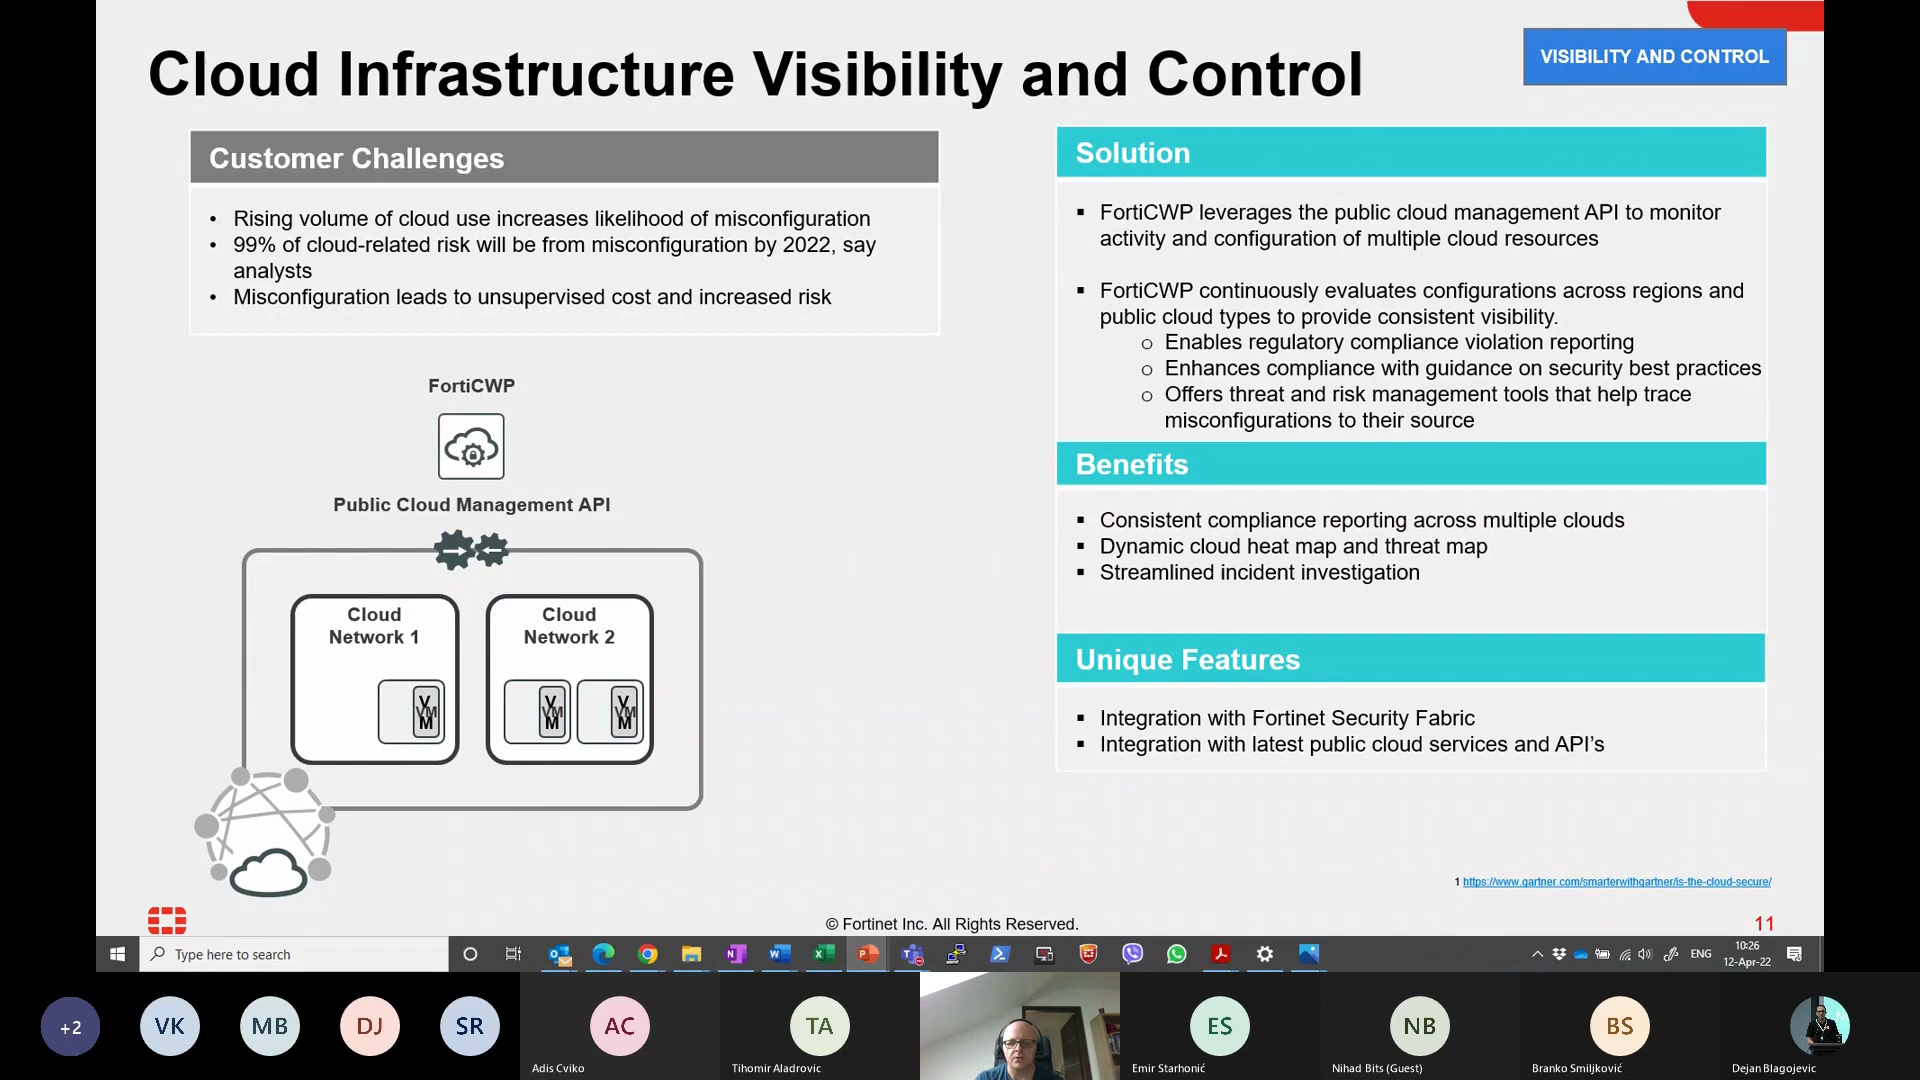 Cloud Infrastructure Visibility and Control
VISIBILITY AND CONTROL
Customer Challenges
• Rising volume of cloud use increases likelihood of misconfiguration
• 99% of cloud-related risk will be from misconfiguration by 2022, say
analysts
• Misconfiguration leads to unsupervised cost and increased risk
FortiCWP
Public Cloud Management API
Cloud
Network 1
Cloud
Network 2
VM
VM
VM
Solution
▪ FortiCWP leverages the public cloud management API to monitor
activity and configuration of multiple cloud resources
▪ FortiCWP continuously evaluates configurations across regions and
public cloud types to provide consistent visibility.
o Enables regulatory compliance violation reporting
o Enhances compliance with guidance on security best practices
o Offers threat and risk management tools that help trace
misconfigurations to their source
Benefits
▪ Consistent compliance reporting across multiple clouds
▪ Dynamic cloud heat map and threat map
▪ Streamlined incident investigation
Unique Features
▪ Integration with Fortinet Security Fabric
▪ Integration with latest public cloud services and API’s
1 https://www.gartner.com/smarterwithgartner/is-the-cloud-secure/
© Fortinet Inc. All Rights Reserved.
11
Type here to search
ENG
10:26
12-Apr-22
+2
VK
MB
DJ
SR
AC
Adis Cviko
TA
Tihomir Aladrovic
ES
Emir Starhonić
NB
Nihad Bits (Guest)
BS
Branko Smiljković
Dejan Blagojevic